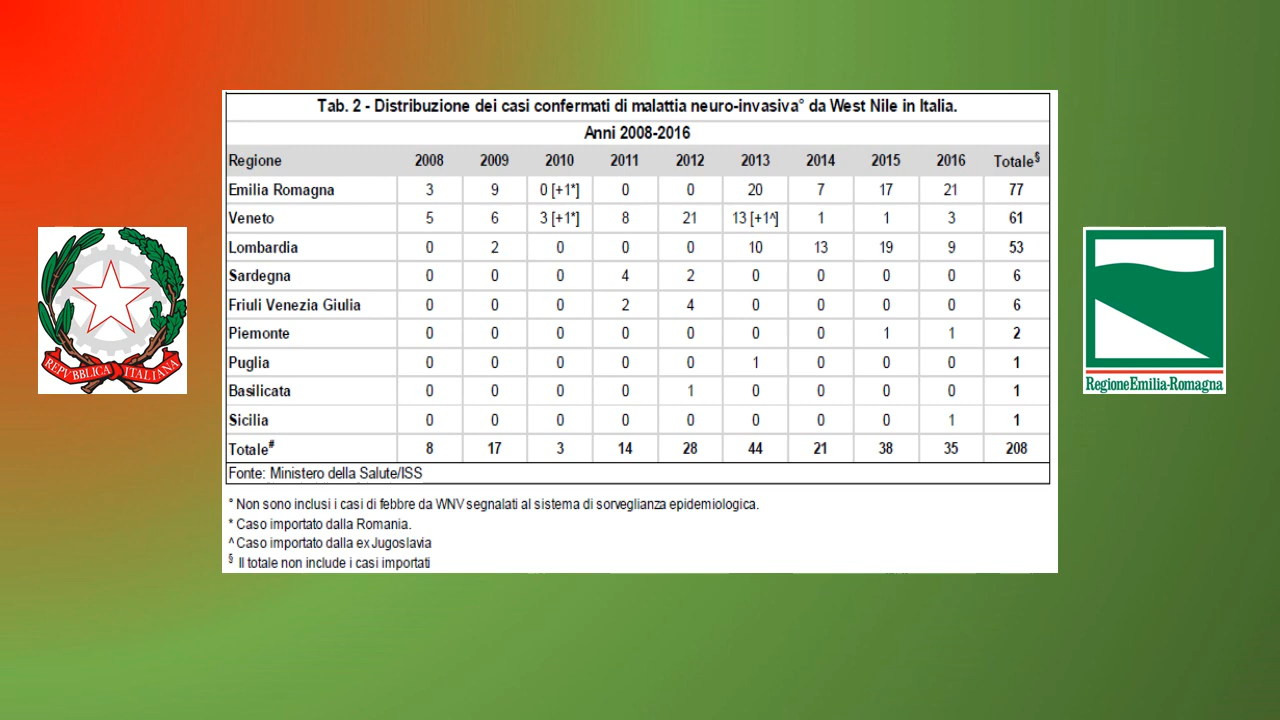 Tab. 2 - Distribuzione dei casi confermati di malattia neuro-invasiva° da West Nile in Italia.
Anni 2008-2016
Regione 2008 2009 2010 2011 2012 2013 2014 2015 2016 Totale§
Emilia Romagna 3 9 0 [+1*] 0 0 20 7 17 21 77
Veneto 5 6 3 [+1*] 8 21 13 [+1^] 1 1 3 61
Lombardia 0 2 0 0 0 10 13 19 9 53
Sardegna 0 0 0 4 2 0 0 0 0 6
Friuli Venezia Giulia 0 0 0 2 4 0 0 0 0 6
Piemonte 0 0 0 0 0 0 0 1 1 2
Puglia 0 0 0 0 0 1 0 0 0 1
Basilicata 0 0 0 0 1 0 0 0 0 1
Sicilia 0 0 0 0 0 0 0 0 1 1
Totale# 8 17 3 14 28 44 21 38 35 208
Fonte: Ministero della Salute/ISS
° Non sono inclusi i casi di febbre da WNV segnalati al sistema di sorveglianza epidemiologica.
* Caso importato dalla Romania.
^ Caso importato dalla ex Jugoslavia
§ Il totale non include i casi importati
REPVBBLICA ITALIANA
RegioneEmilia-Romagna